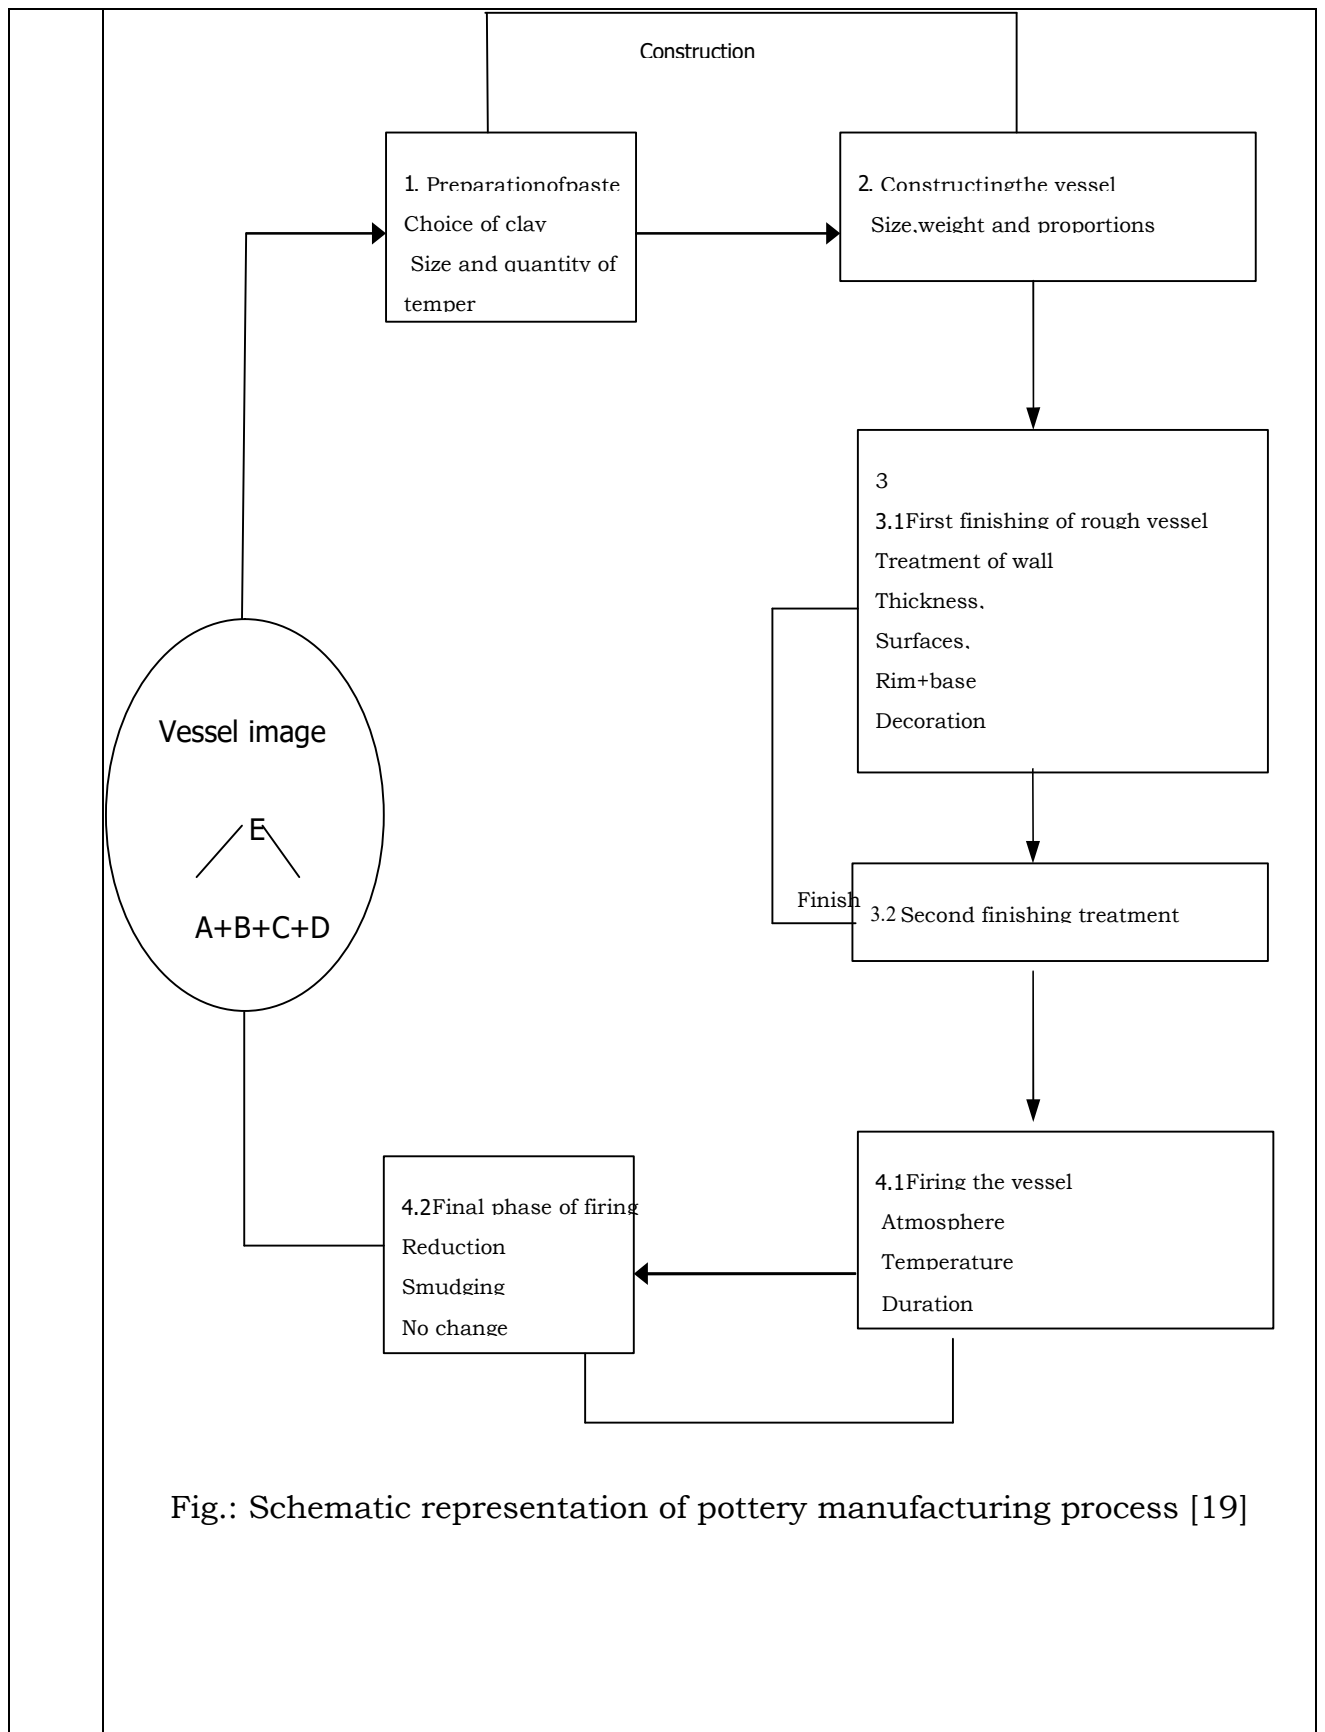 Construction
1. Preparationofpaste
Choice of clay
Size and quantity of
temper
2. Constructingthe vessel
Size,weight and proportions
3
3.1First finishing of rough vessel
Treatment of wall
Thickness,
Surfaces,
Rim+base
Decoration
Finish
3.2 Second finishing treatment
4.1Firing the vessel
Atmosphere
Temperature
Duration
4.2Final phase of firing
Reduction
Smudging
No change
Vessel image
E
A+B+C+D
Fig.: Schematic representation of pottery manufacturing process [19]